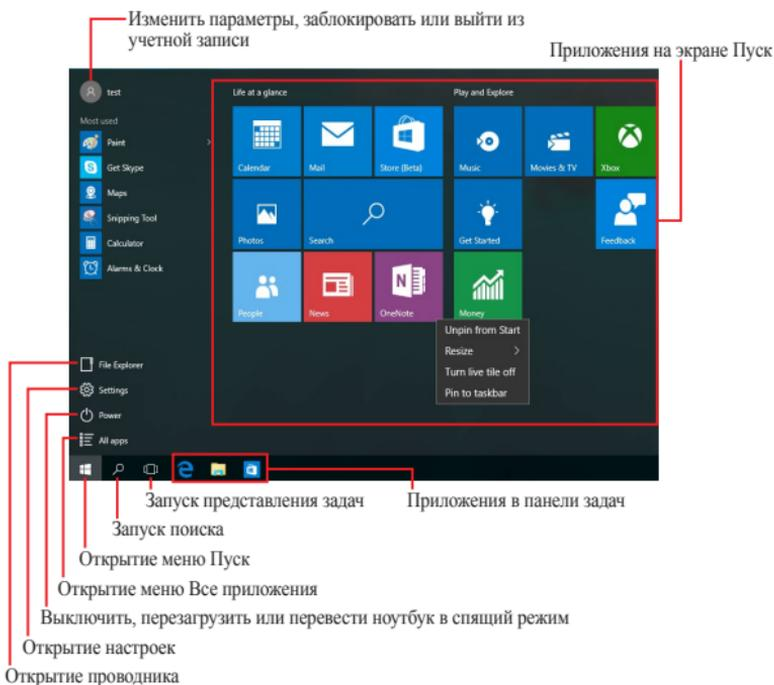 Изменить параметры, заблокировать или выйти из
учетной записи
Приложения на экране Пуск
test
Most used
Paint
Get Skype
Maps
Snipping Tool
Calculator
Alarms & Clock
File Explorer
Settings
Power
All apps
Life at a glance
Play and Explore
Calendar
Mail
Store (Beta)
Music
Movies & TV
Xbox
Photos
Search
Get Started
Feedback
People
News
OneNote
Money
Unpin from Start
Resize
Turn live tile off
Pin to taskbar
Запуск представления задач
Приложения в панели задач
Запуск поиска
Открытие меню Пуск
Открытие меню Все приложения
Выключить, перезагрузить или перевести ноутбук в спящий режим
Открытие настроек
Открытие проводника